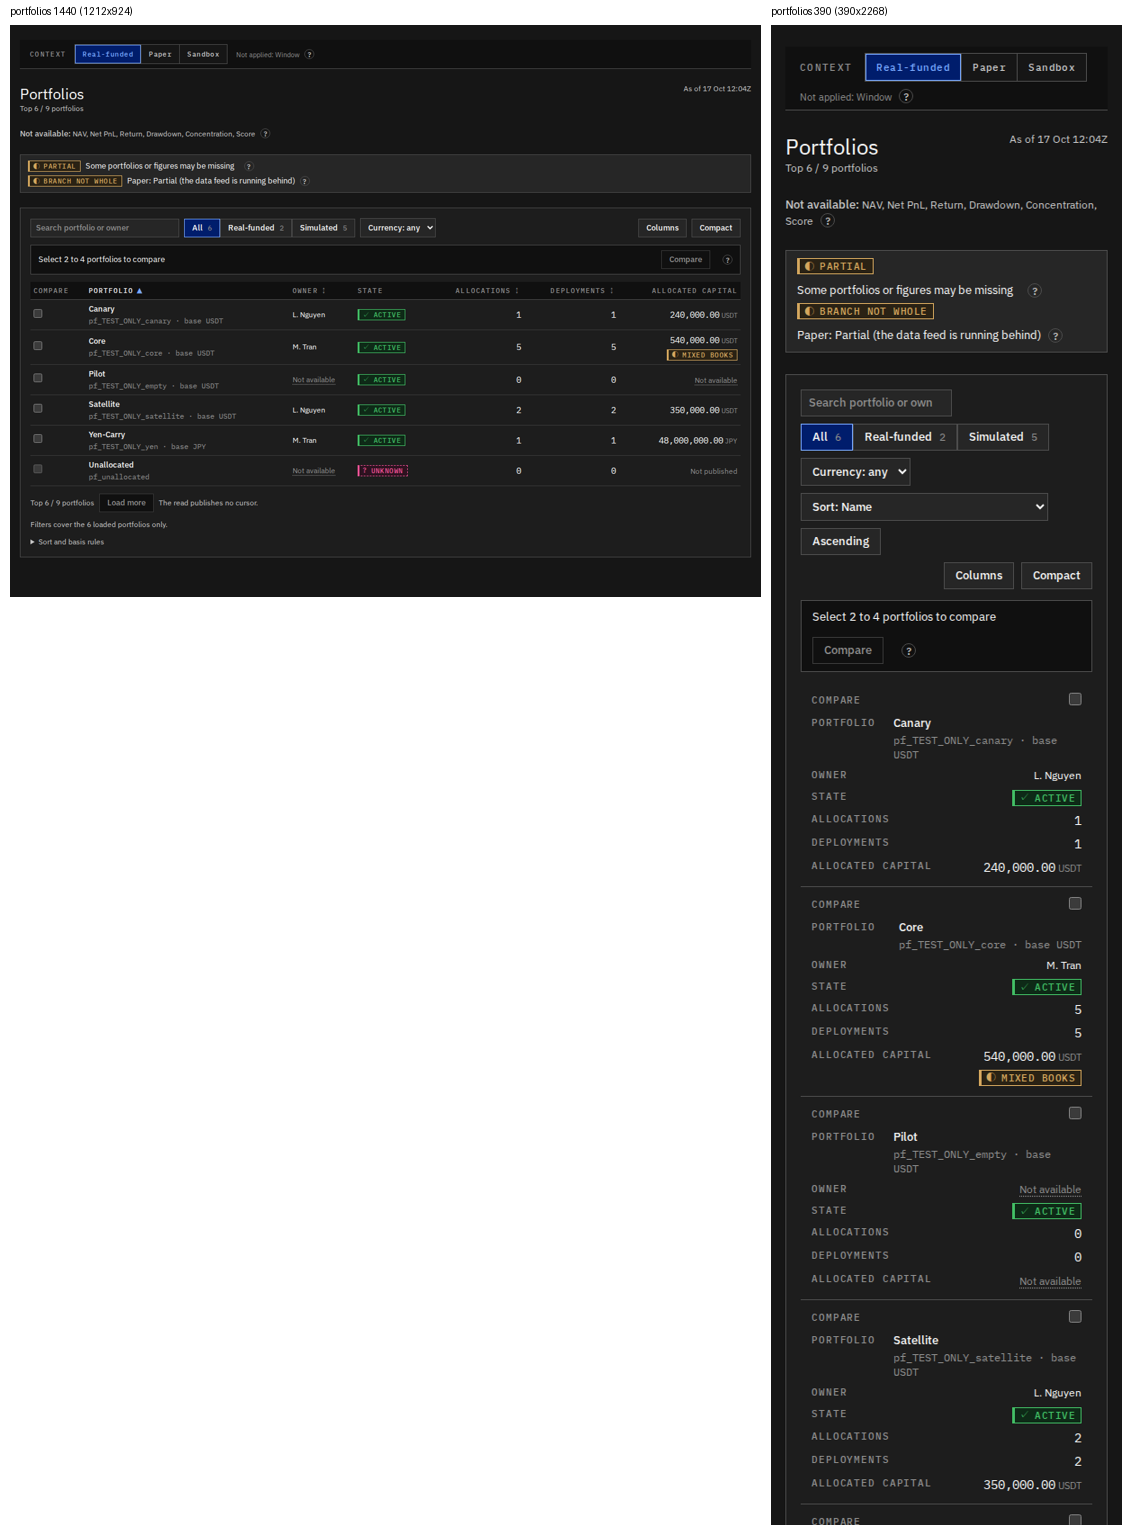 portfolios 1440 (1212x924)
CONTEXT Real-funded Paper Sandbox Not applied: Window ?
Portfolios As of 17 Oct 12:04Z
Top 6 / 9 portfolios
Not available: NAV, Net PnL, Return, Drawdown, Concentration, Score ?
PARTIAL Some portfolios or figures may be missing ?
BRANCH NOT WHOLE Paper: Partial (the data feed is running behind) ?
Search portfolio or owner All 6 Real-funded 2 Simulated 5 Currency: any Columns Compact
Select 2 to 4 portfolios to compare Compare ?
COMPARE PORTFOLIO ▲ OWNER STATE ALLOCATIONS DEPLOYMENTS ALLOCATED CAPITAL
Canary
pf_TEST_ONLY_canary · base USDT L. Nguyen ✓ ACTIVE 1 1 240,000.00 USDT
Core
pf_TEST_ONLY_core · base USDT M. Tran ✓ ACTIVE 5 5 540,000.00 USDT
MIXED BOOKS
Pilot
pf_TEST_ONLY_empty · base USDT Not available ✓ ACTIVE 0 0 Not available
Satellite
pf_TEST_ONLY_satellite · base USDT L. Nguyen ✓ ACTIVE 2 2 350,000.00 USDT
Yen-Carry
pf_TEST_ONLY_yen · base JPY M. Tran ✓ ACTIVE 1 1 48,000,000.00 JPY
Unallocated
pf_unallocated Not available ? UNKNOWN 0 0 Not published
Top 6 / 9 portfolios Load more The read publishes no cursor.
Filters cover the 6 loaded portfolios only.
▶ Sort and basis rules
portfolios 390 (390x2268)
CONTEXT Real-funded Paper Sandbox
Not applied: Window ?
Portfolios As of 17 Oct 12:04Z
Top 6 / 9 portfolios
Not available: NAV, Net PnL, Return, Drawdown, Concentration,
Score ?
PARTIAL
Some portfolios or figures may be missing ?
BRANCH NOT WHOLE
Paper: Partial (the data feed is running behind) ?
Search portfolio or own
All 6 Real-funded 2 Simulated 5
Currency: any
Sort: Name
Ascending
Columns Compact
Select 2 to 4 portfolios to compare
Compare ?
COMPARE
PORTFOLIO Canary
pf_TEST_ONLY_canary · base
USDT
OWNER L. Nguyen
STATE ✓ ACTIVE
ALLOCATIONS 1
DEPLOYMENTS 1
ALLOCATED CAPITAL 240,000.00 USDT
COMPARE
PORTFOLIO Core
pf_TEST_ONLY_core · base USDT
OWNER M. Tran
STATE ✓ ACTIVE
ALLOCATIONS 5
DEPLOYMENTS 5
ALLOCATED CAPITAL 540,000.00 USDT
MIXED BOOKS
COMPARE
PORTFOLIO Pilot
pf_TEST_ONLY_empty · base
USDT
OWNER Not available
STATE ✓ ACTIVE
ALLOCATIONS 0
DEPLOYMENTS 0
ALLOCATED CAPITAL Not available
COMPARE
PORTFOLIO Satellite
pf_TEST_ONLY_satellite · base
USDT
OWNER L. Nguyen
STATE ✓ ACTIVE
ALLOCATIONS 2
DEPLOYMENTS 2
ALLOCATED CAPITAL 350,000.00 USDT
COMPARE